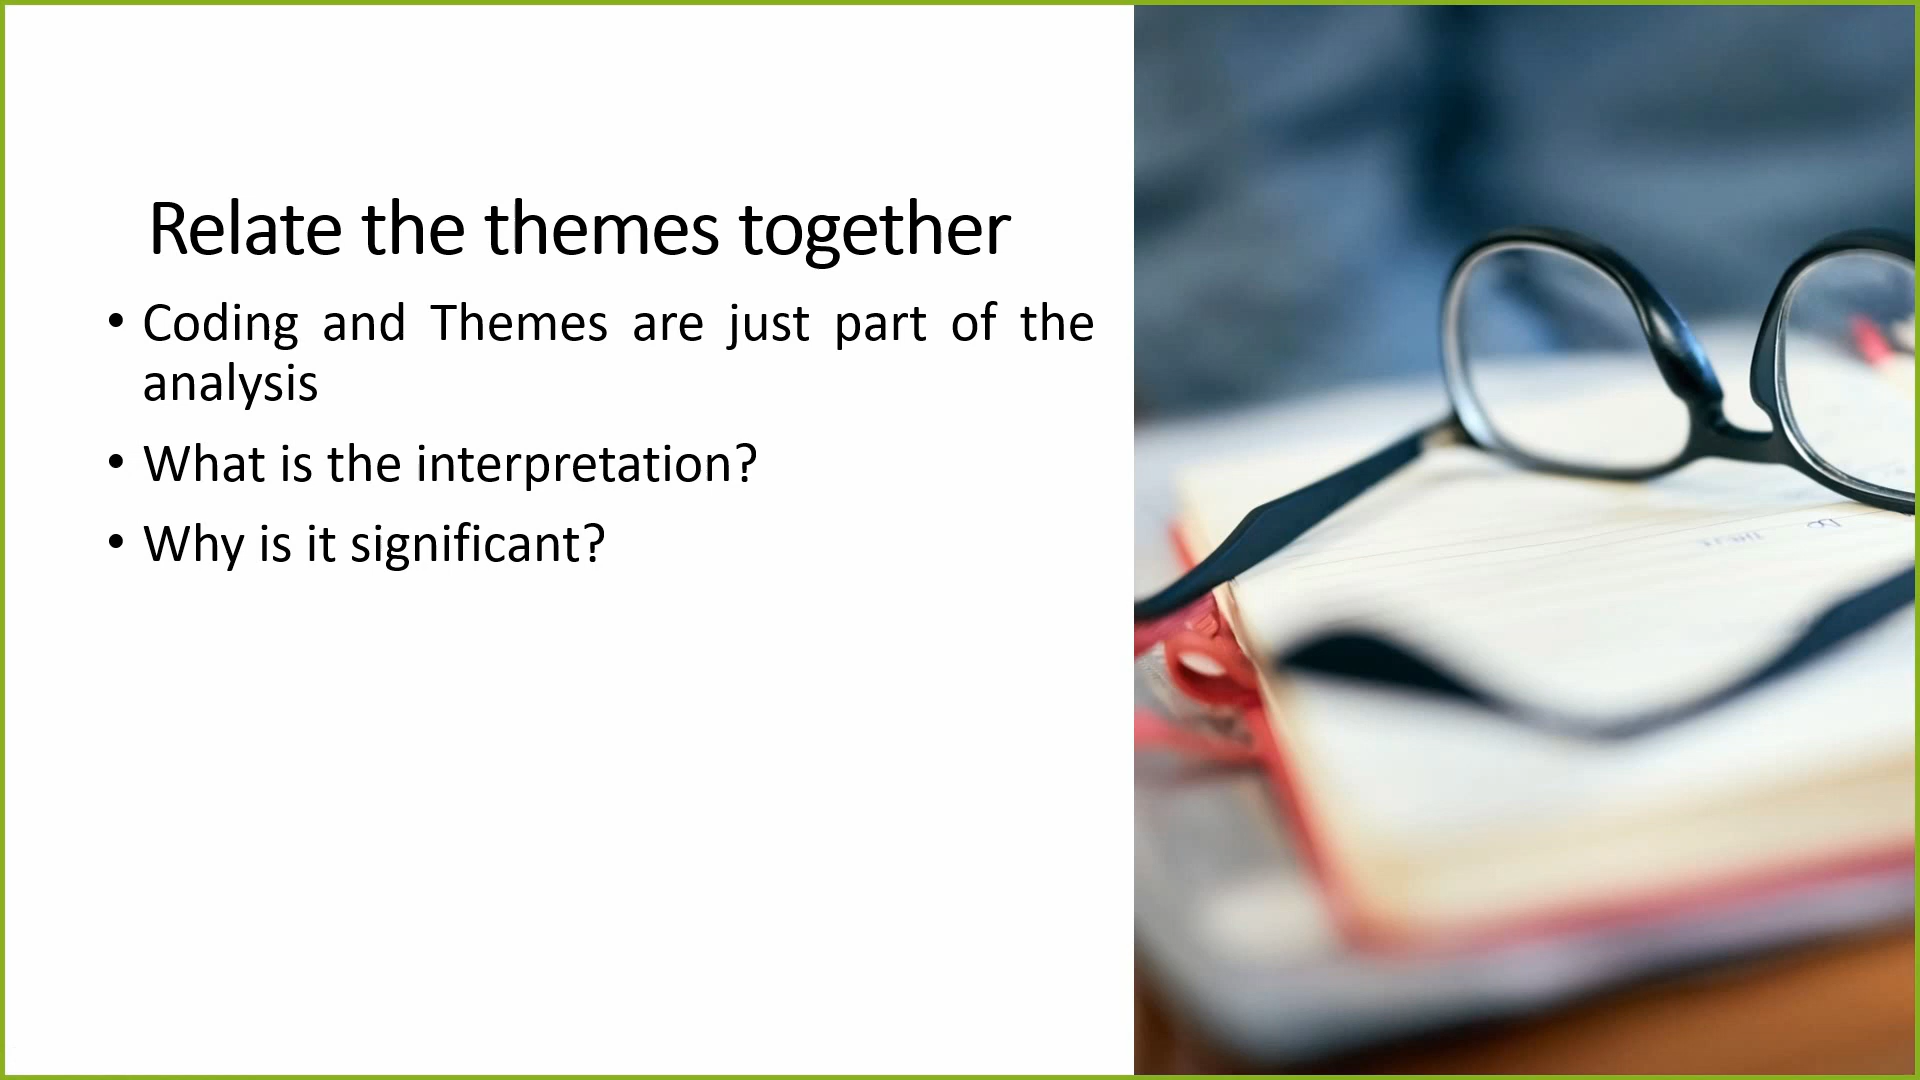 Relate the themes together
• Coding and Themes are just part of the
analysis
• What is the interpretation?
• Why is it significant?